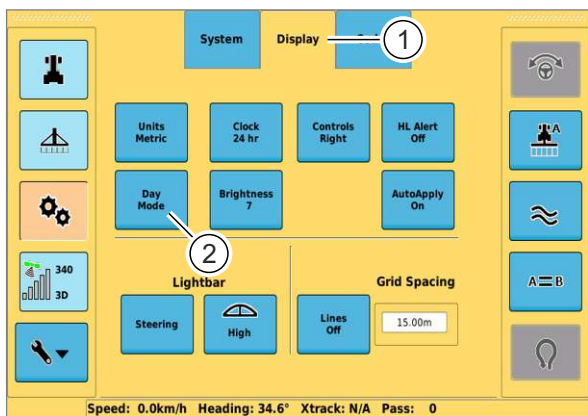 System
Display
1
Units
Metric
Clock
24 hr
Controls
Right
HL Alert
Off
A
Day
Mode
Brightness
7
AutoApply
On
2
340
3D
Lightbar
Grid Spacing
A=B
Steering
High
Lines
Off
15.00m
Speed: 0.0km/h Heading: 34.6° Xtrack: N/A Pass: 0